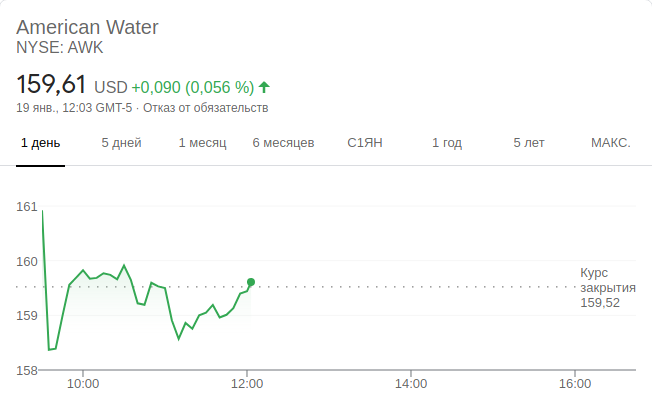 American Water
NYSE: AWK
159,61 USD +0,090 (0,056 %)
19 янв., 12:03 GMT-5 · Отказ от обязательств
1 день 5 дней 1 месяц 6 месяцев С1ЯН 1 год 5 лет МАКС.
161
160
Курс
закрытия
159,52
159
158
10:00 12:00 14:00 16:00